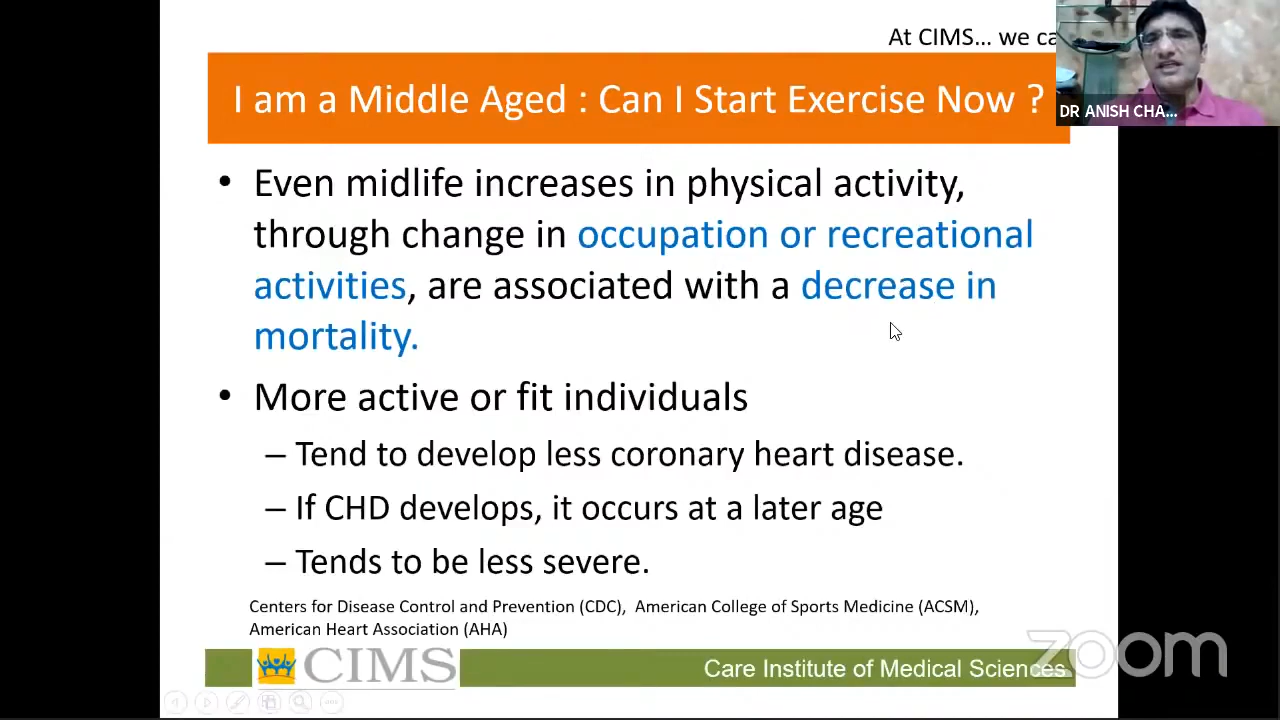 At CIMS... we ca
I am a Middle Aged : Can I Start Exercise Now ?
DR ANISH CHA...
• Even midlife increases in physical activity,
through change in occupation or recreational
activities, are associated with a decrease in
mortality.
• More active or fit individuals
– Tend to develop less coronary heart disease.
– If CHD develops, it occurs at a later age
– Tends to be less severe.
Centers for Disease Control and Prevention (CDC), American College of Sports Medicine (ACSM),
American Heart Association (AHA)
CIMS
Care Institute of Medical Sciences
zoom